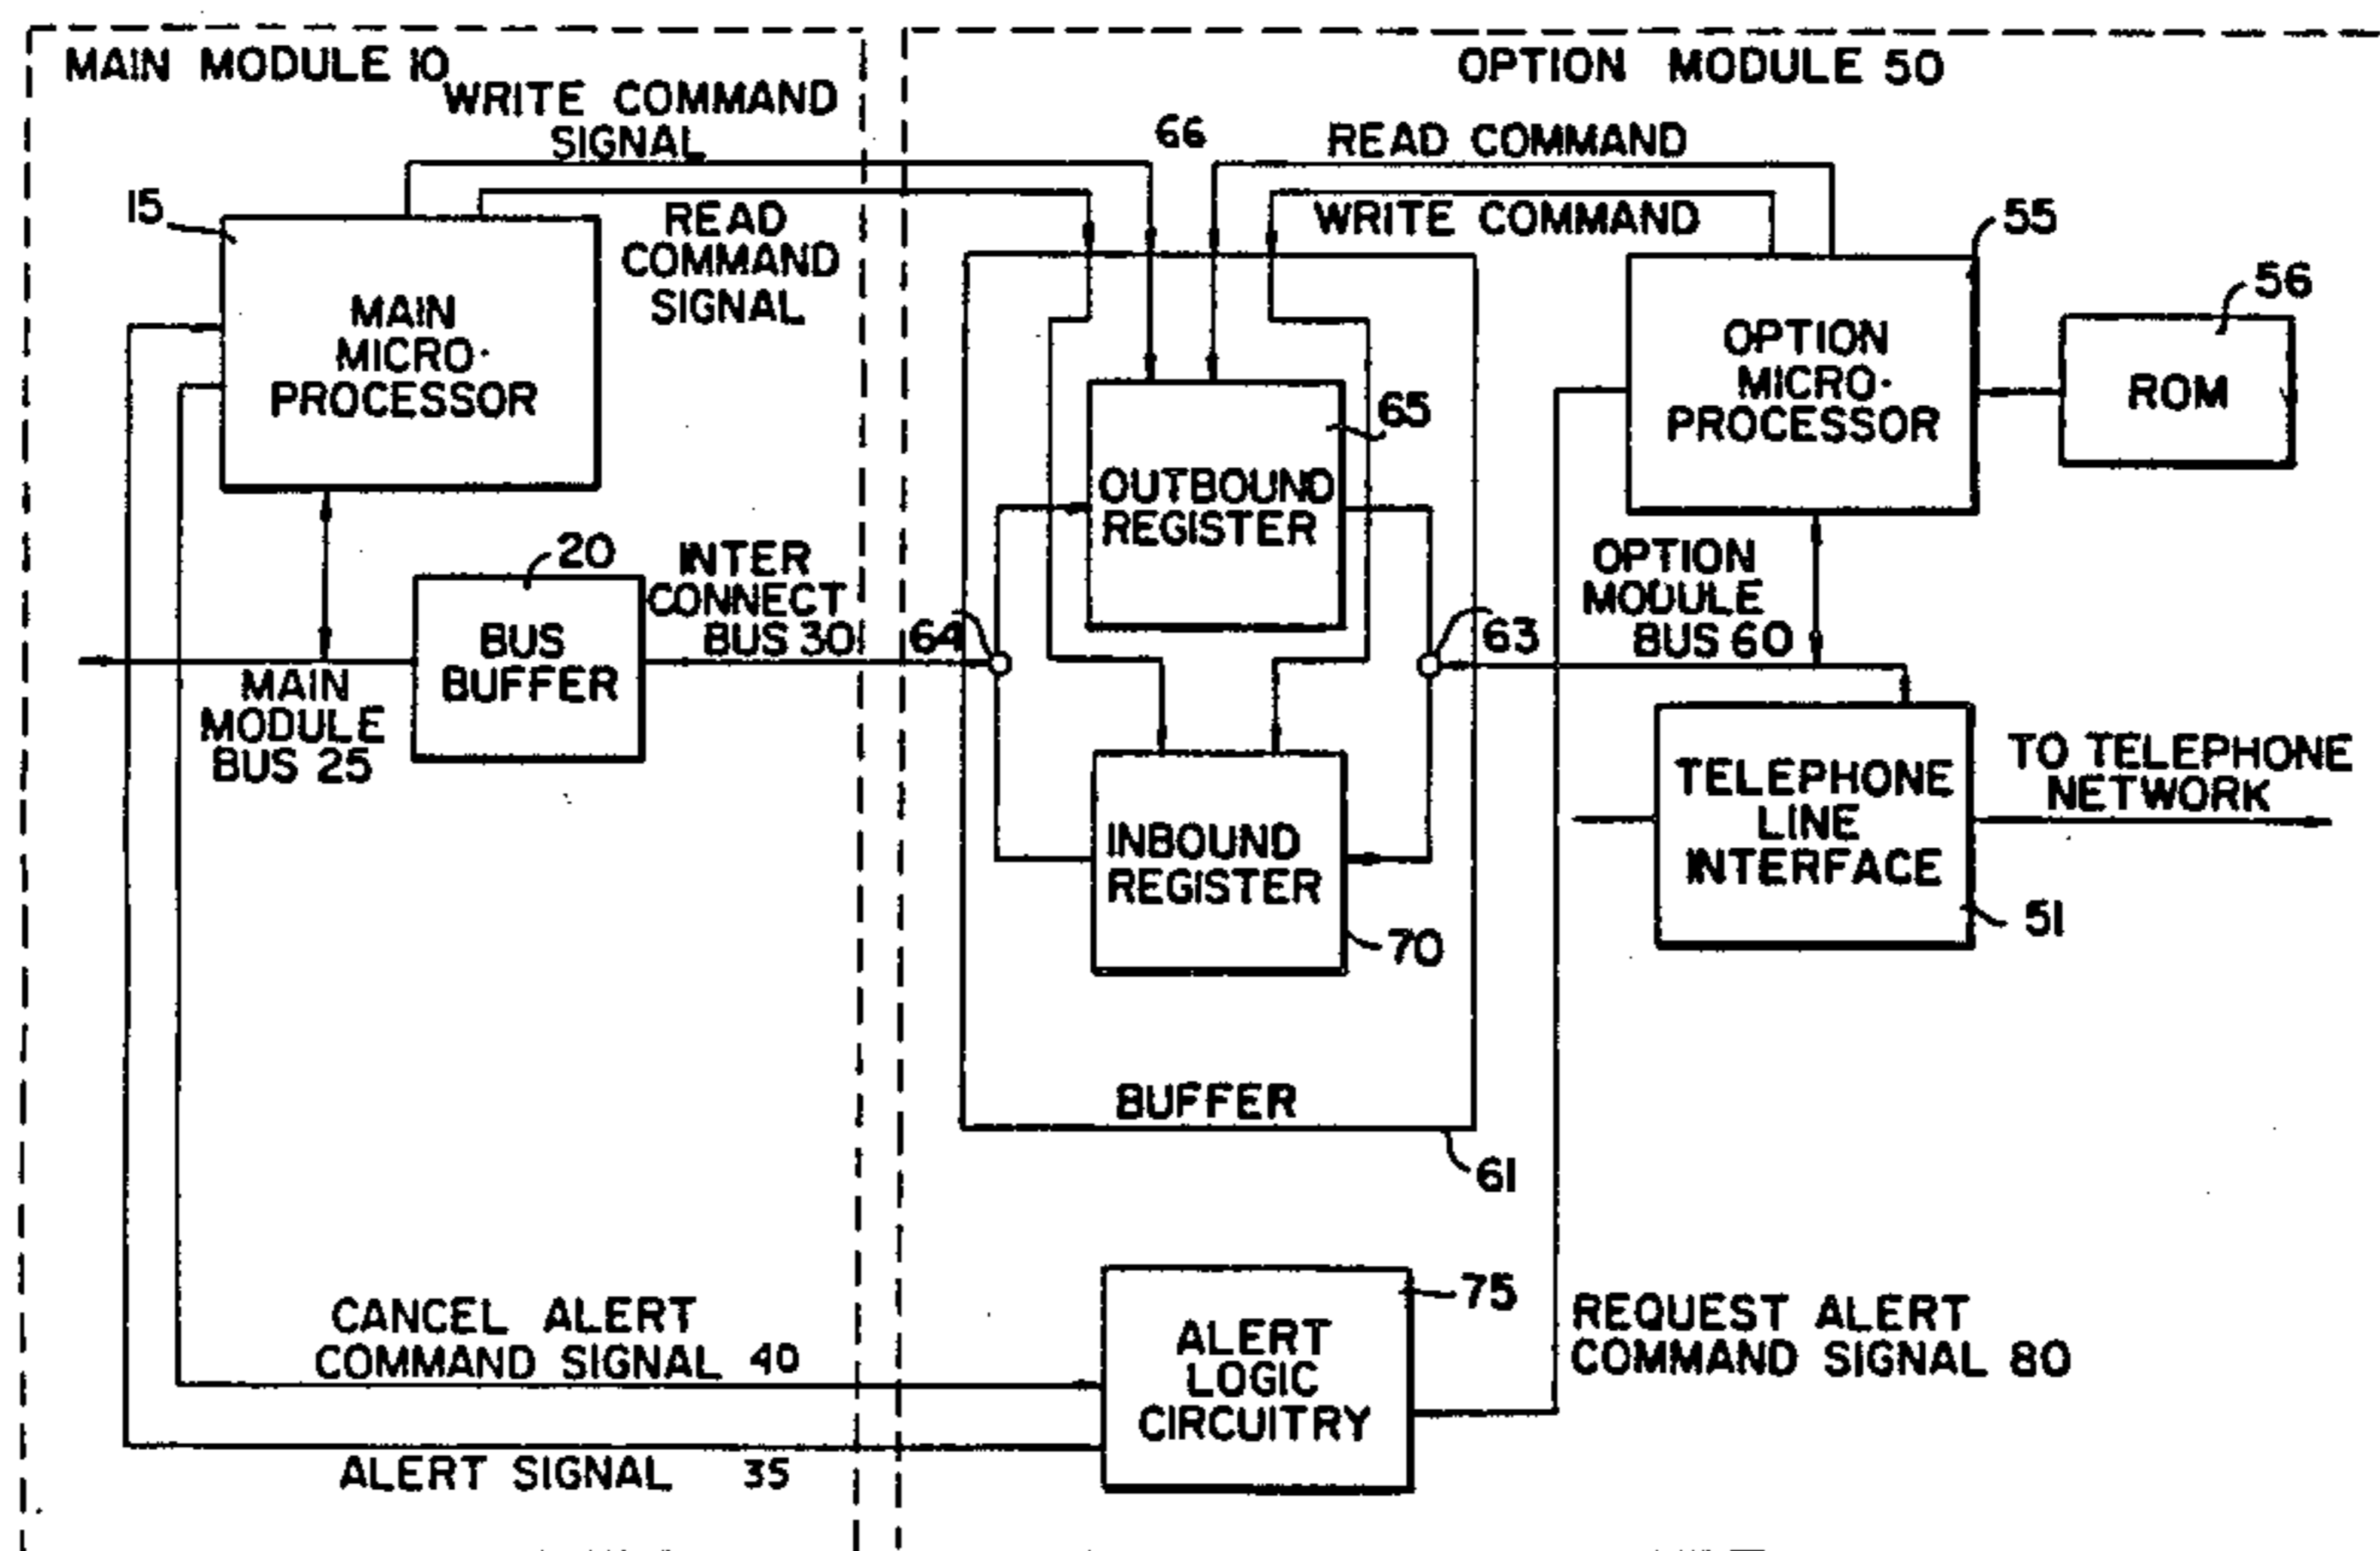 MAIN MODULE 10
OPTION MODULE 50
WRITE COMMAND
SIGNAL
66
READ COMMAND
15
READ
COMMAND
SIGNAL
WRITE COMMAND
55
56
MAIN
MICRO-
PROCESSOR
OPTION
MICRO-
PROCESSOR
ROM
65
OUTBOUND
REGISTER
20
INTER
CONNECT
BUS 30
BUS
BUFFER
64
63
OPTION
MODULE
BUS 60
MAIN
MODULE
BUS 25
TELEPHONE
LINE
INTERFACE
TO TELEPHONE
NETWORK
51
INBOUND
REGISTER
70
BUFFER
61
75
CANCEL ALERT
COMMAND SIGNAL 40
ALERT
LOGIC
CIRCUITRY
REQUEST ALERT
COMMAND SIGNAL 80
ALERT SIGNAL 35